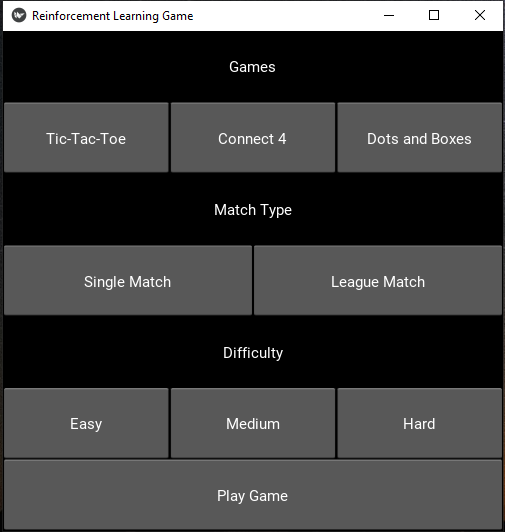 Reinforcement Learning Game
Games
Tic-Tac-Toe Connect 4 Dots and Boxes
Match Type
Single Match League Match
Difficulty
Easy Medium Hard
Play Game